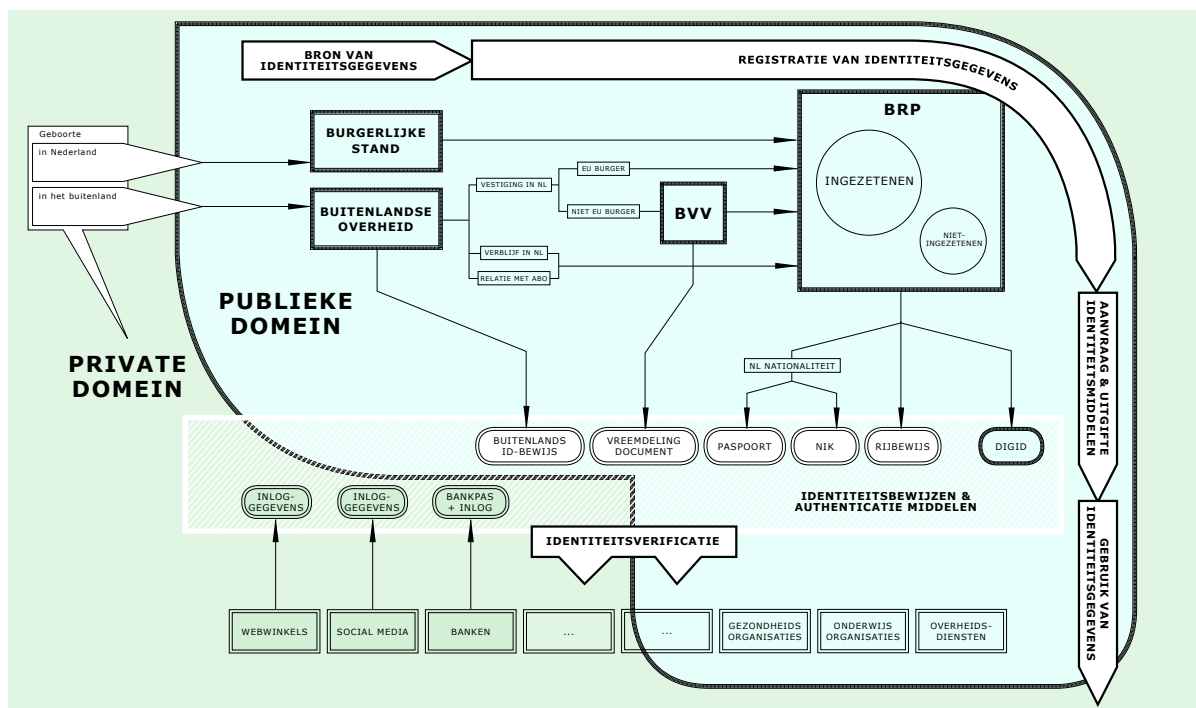 BRON VAN
IDENTITEITSGEGEVENS
REGISTRATIE VAN IDENTITEITSGEGEVENS
Geboorte
in Nederland
in het buitenland
BURGERLIJKE
STAND
BUITENLANDSE
OVERHEID
VESTIGING IN NL
EU BURGER
NIET EU BURGER
VERBLIJF IN NL
RELATIE MET ABO
BVV
BRP
INGEZETENEN
NIET-
INGEZETENEN
PUBLIEKE
DOMEIN
PRIVATE
DOMEIN
AANVRAAG & UITGIFTE
IDENTITEITSMIDDELEN
NL NATIONALITEIT
BUITENLANDS
ID-BEWIJS
VREEMDELING
DOCUMENT
PASPOORT
NIK
RIJBEWIJS
DIGID
INLOG-
GEGEVENS
INLOG-
GEGEVENS
BANKPAS
+ INLOG
IDENTITEITSBEWIJZEN &
AUTHENTICATIE MIDDELEN
IDENTITEITSVERIFICATIE
GEBRUIK VAN
IDENTITEITSGEGEVENS
WEBWINKELS
SOCIAL MEDIA
BANKEN
...
...
GEZONDHEIDS
ORGANISATIES
ONDERWIJS
ORGANISATIES
OVERHEIDS-
DIENSTEN